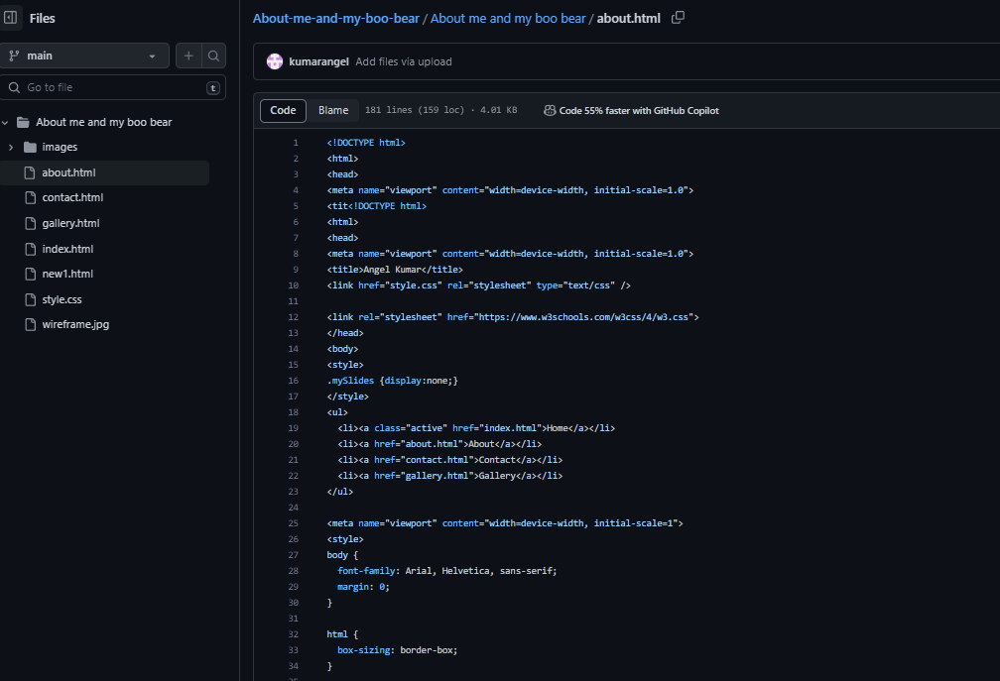 Files
main
Go to file
t
About me and my boo bear
images
about.html
contact.html
gallery.html
index.html
new1.html
style.css
wireframe.jpg
About-me-and-my-boo-bear / About me and my boo bear / about.html
kumarangel Add files via upload
Code Blame 181 lines (159 loc) · 4.01 KB Code 55% faster with GitHub Copilot
1 <!DOCTYPE html>
2 <html>
3 <head>
4 <meta name="viewport" content="width=device-width, initial-scale=1.0">
5 <tit<!DOCTYPE html>
6 <html>
7 <head>
8 <meta name="viewport" content="width=device-width, initial-scale=1.0">
9 <title>Angel Kumar</title>
10 <link href="style.css" rel="stylesheet" type="text/css" />
11
12 <link rel="stylesheet" href="https://www.w3schools.com/w3css/4/w3.css">
13 </head>
14 <body>
15 <style>
16 .mySlides {display:none;}
17 </style>
18 <ul>
19 <li><a class="active" href="index.html">Home</a></li>
20 <li><a href="about.html">About</a></li>
21 <li><a href="contact.html">Contact</a></li>
22 <li><a href="gallery.html">Gallery</a></li>
23 </ul>
24
25 <meta name="viewport" content="width=device-width, initial-scale=1">
26 <style>
27 body {
28 font-family: Arial, Helvetica, sans-serif;
29 margin: 0;
30 }
31
32 html {
33 box-sizing: border-box;
34 }